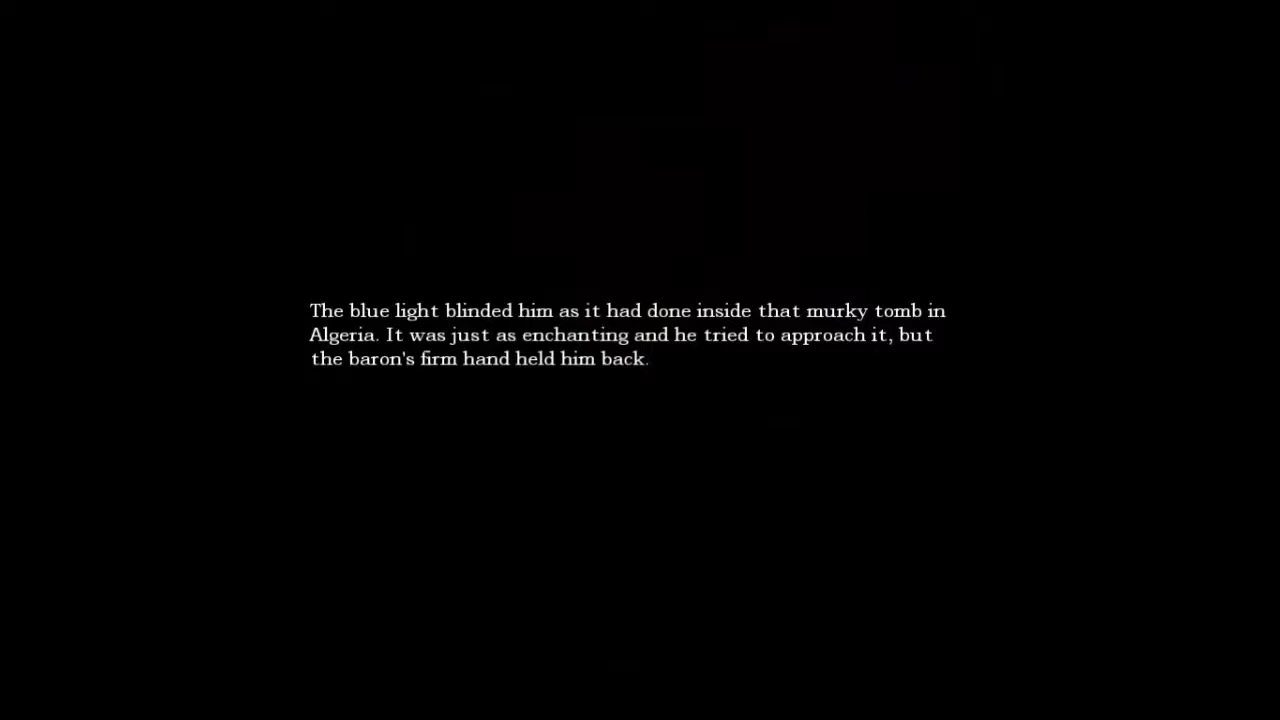 The blue light blinded him as it had done inside that murky tomb in
Algeria. It was just as enchanting and he tried to approach it, but
the baron's firm hand held him back.